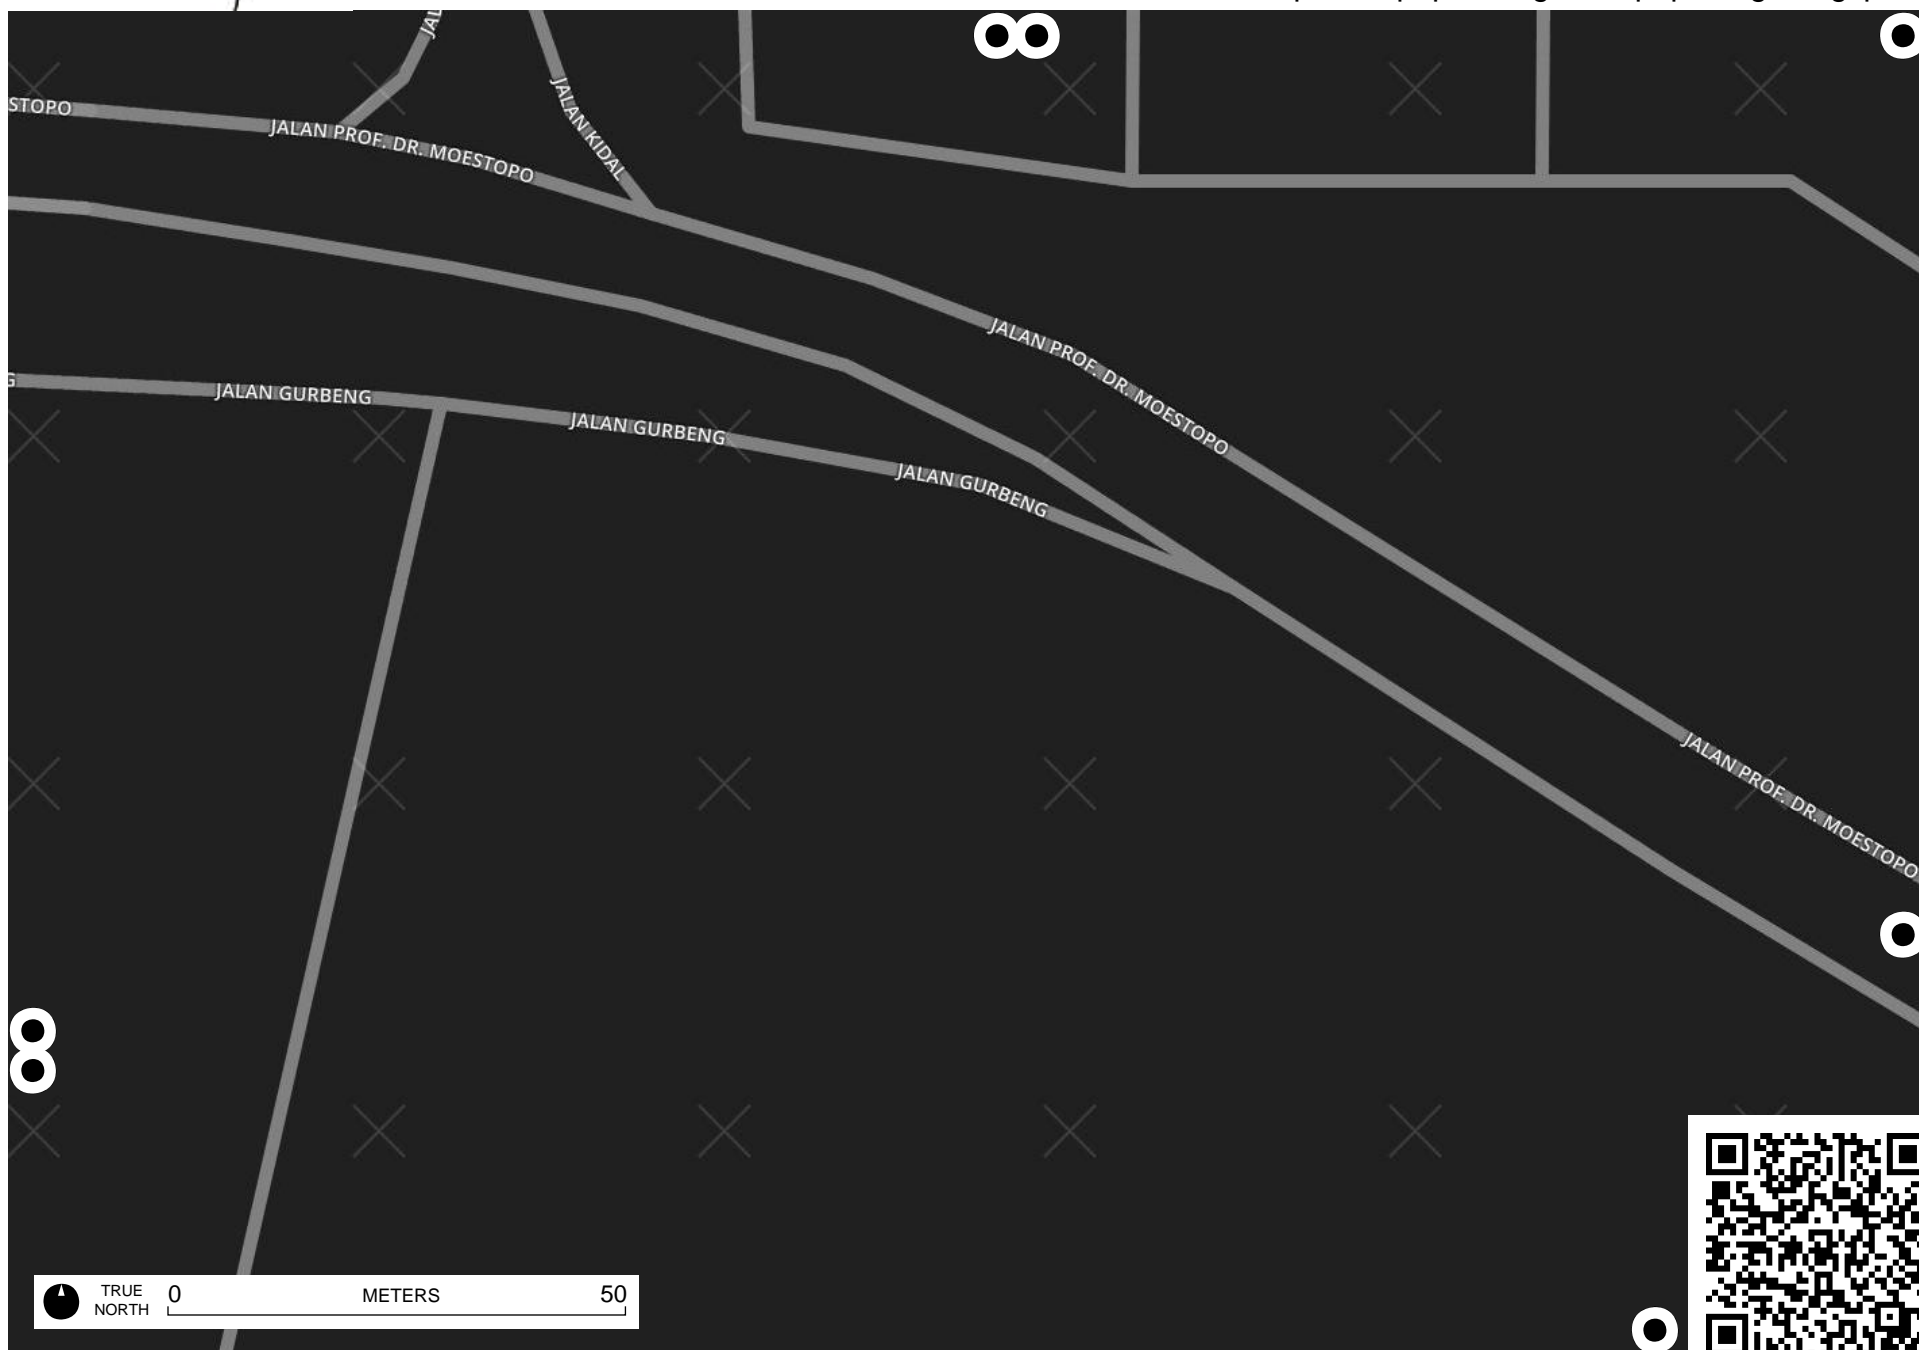 JAL
STOPO
JALAN KIDAL
JALAN PROF. DR. MOESTOPO
JALAN PROF. DR. MOESTOPO
G
JALAN GURBENG
JALAN GURBENG
JALAN GURBENG
JALAN PROF. DR. MOESTOPO
TRUE
NORTH
0
METERS
50